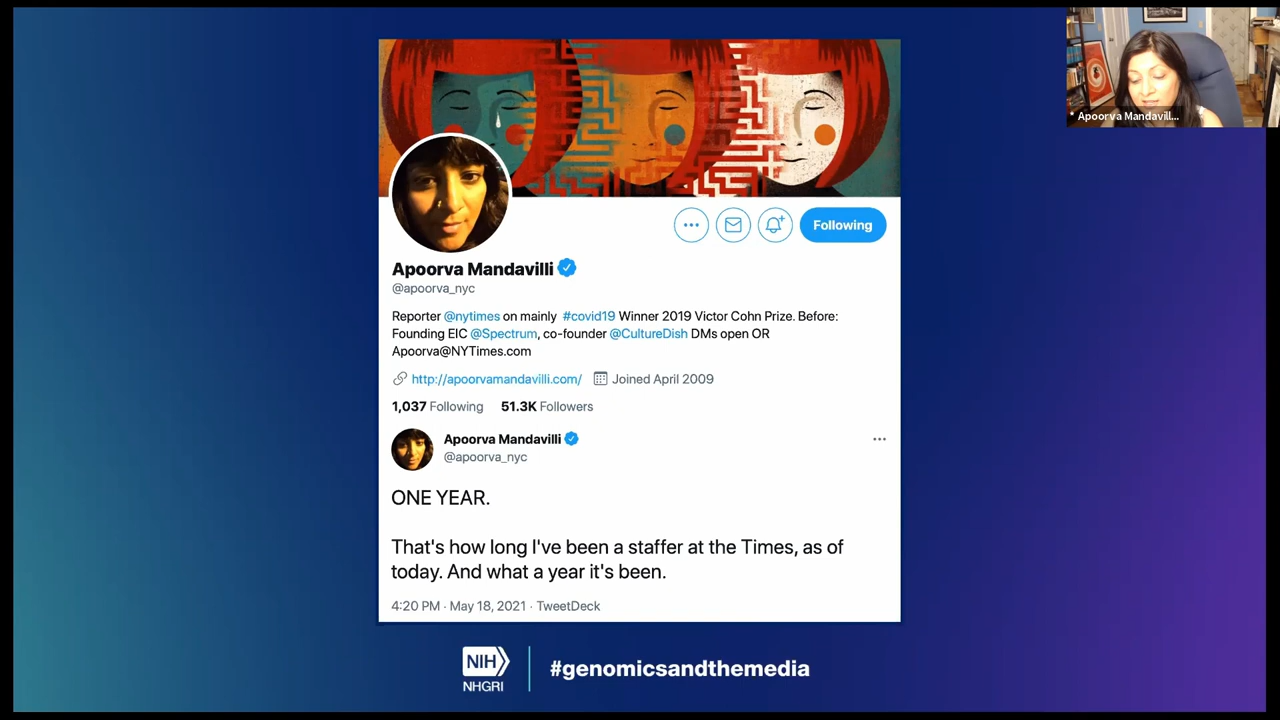 * Apoorva Mandavill...
Following
Apoorva Mandavilli
@apoorva_nyc
Reporter @nytimes on mainly #covid19 Winner 2019 Victor Cohn Prize. Before:
Founding EIC @Spectrum, co-founder @CultureDish DMs open OR
Apoorva@NYTimes.com
http://apoorvamandavilli.com/ Joined April 2009
1,037 Following 51.3K Followers
Apoorva Mandavilli
@apoorva_nyc
ONE YEAR.
That's how long I've been a staffer at the Times, as of
today. And what a year it's been.
4:20 PM · May 18, 2021 · TweetDeck
NIH
NHGRI
#genomicsandthemedia